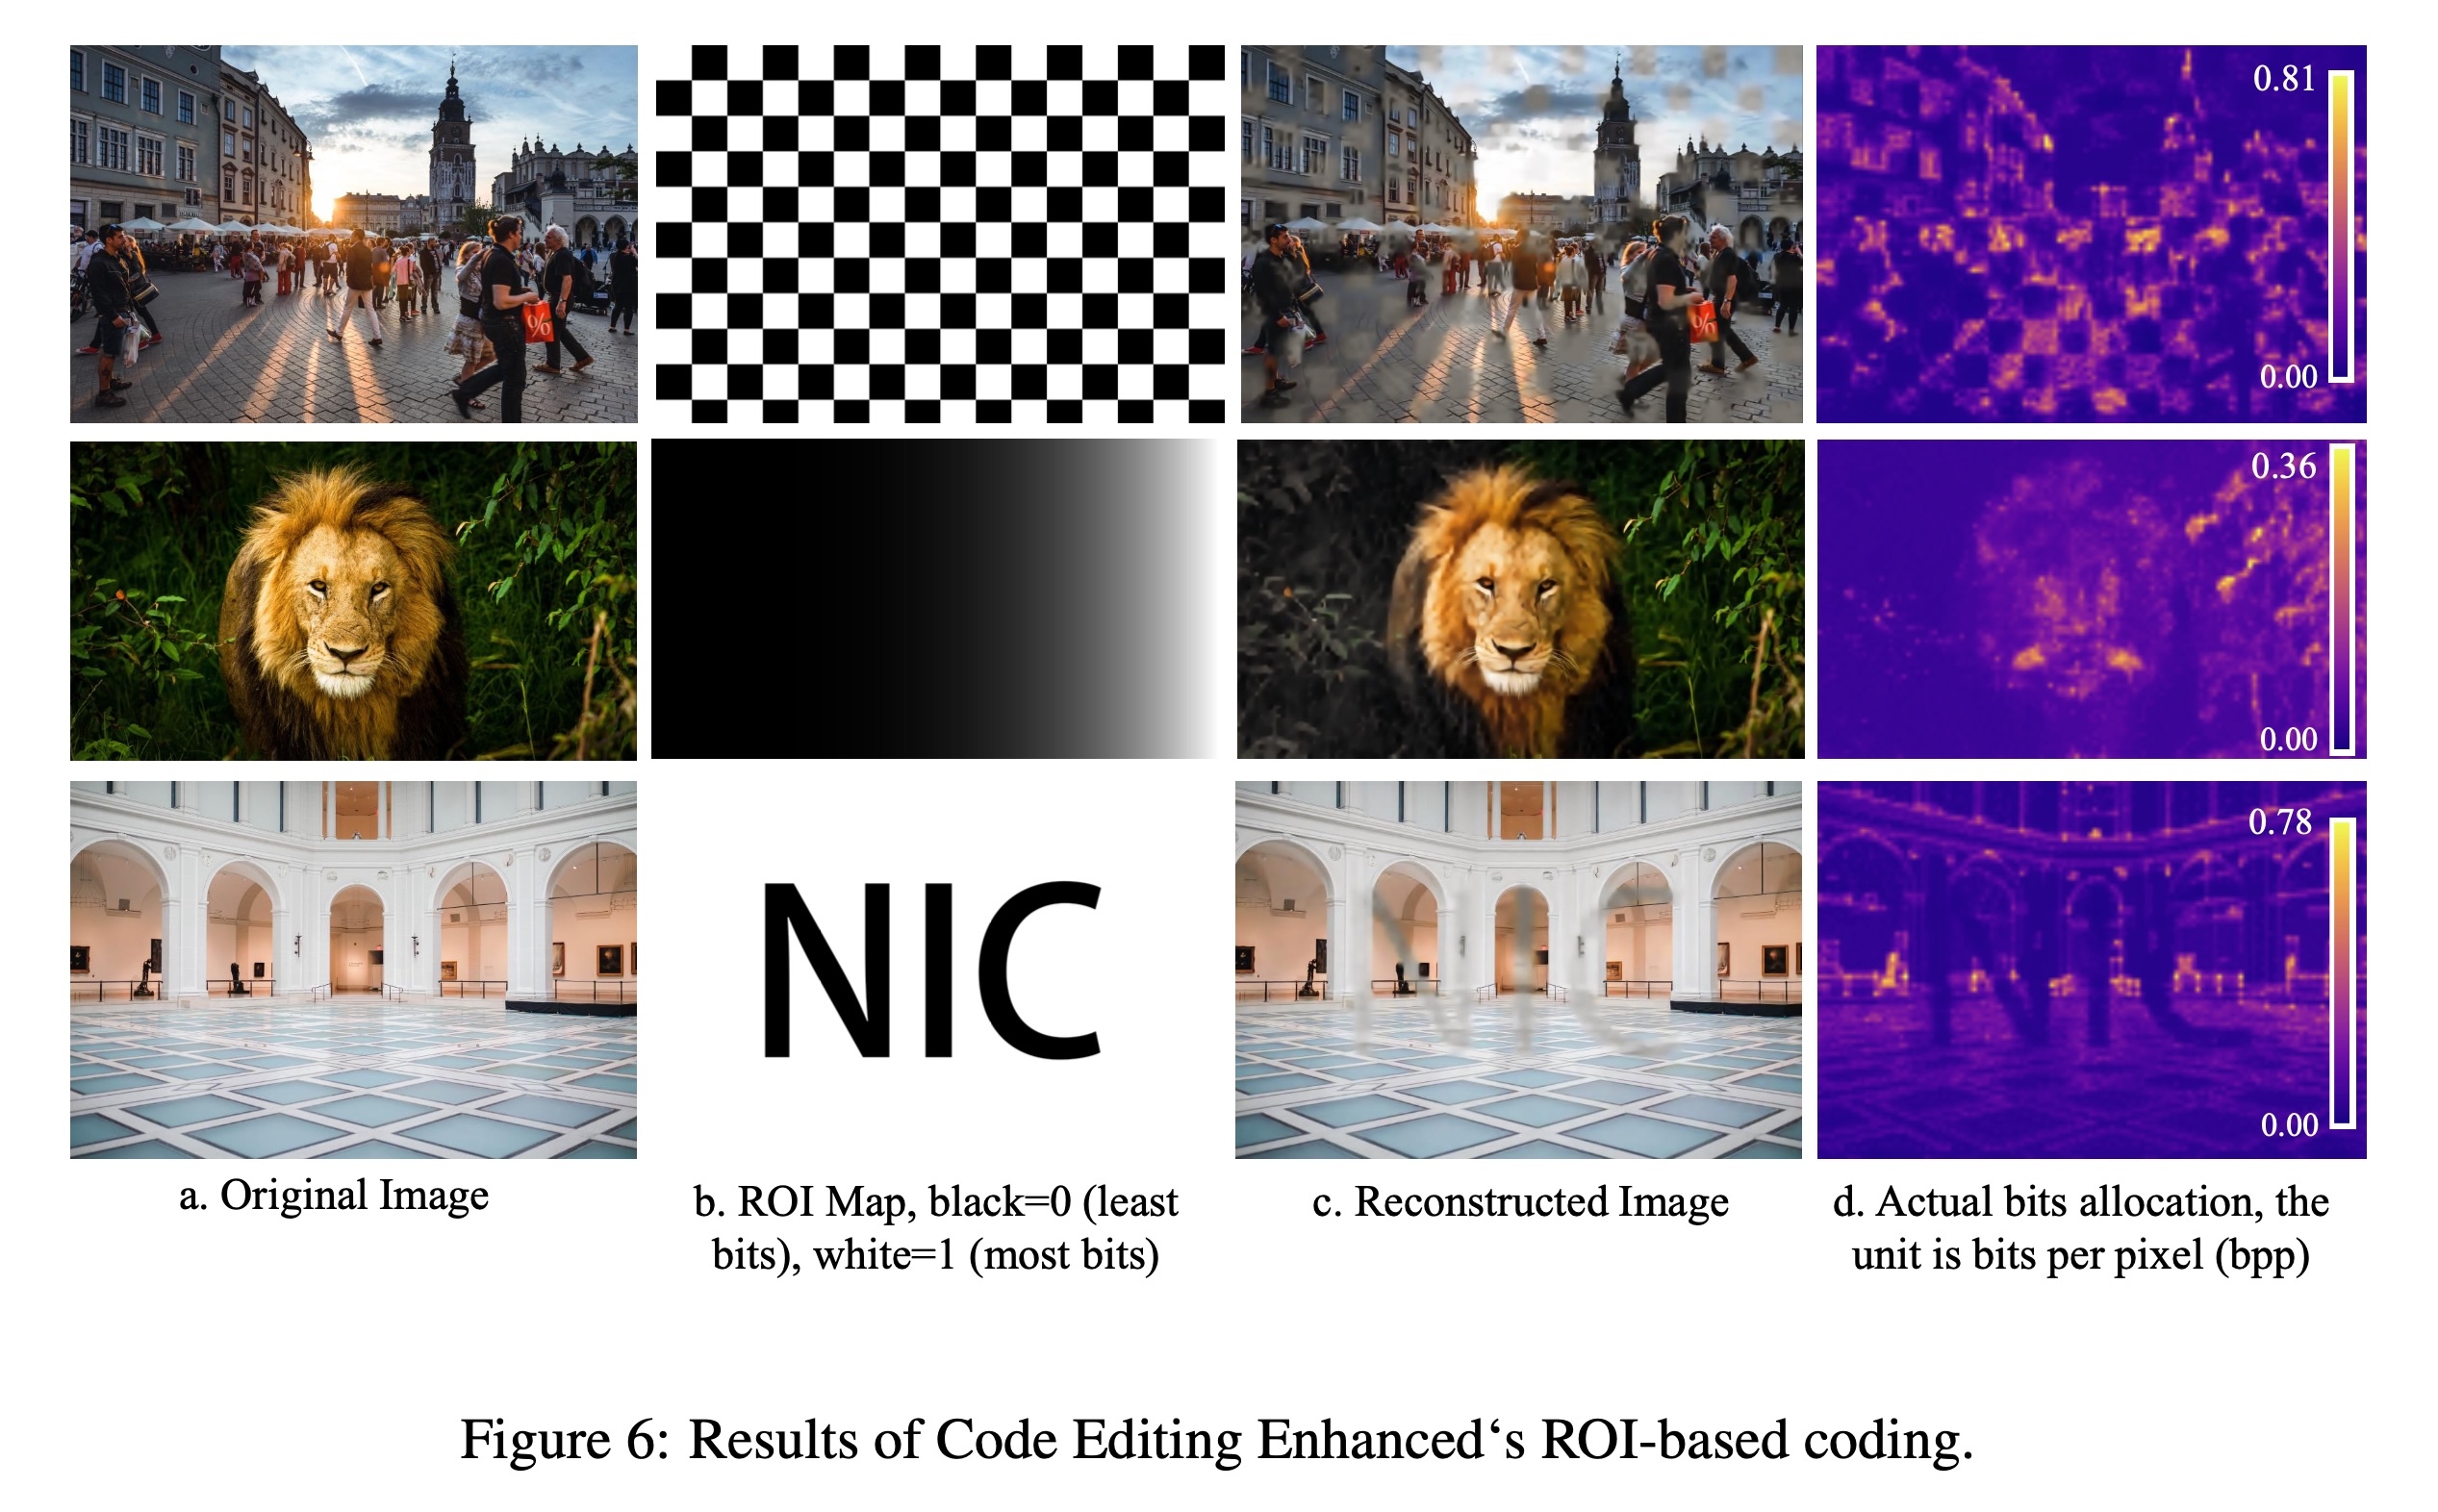 %
0.81
%
0.00
0.36
0.00
NIC
NIC
0.78
0.00
a. Original Image
b. ROI Map, black=0 (least
bits), white=1 (most bits)
c. Reconstructed Image
d. Actual bits allocation, the
unit is bits per pixel (bpp)
Figure 6: Results of Code Editing Enhanced‘s ROI-based coding.